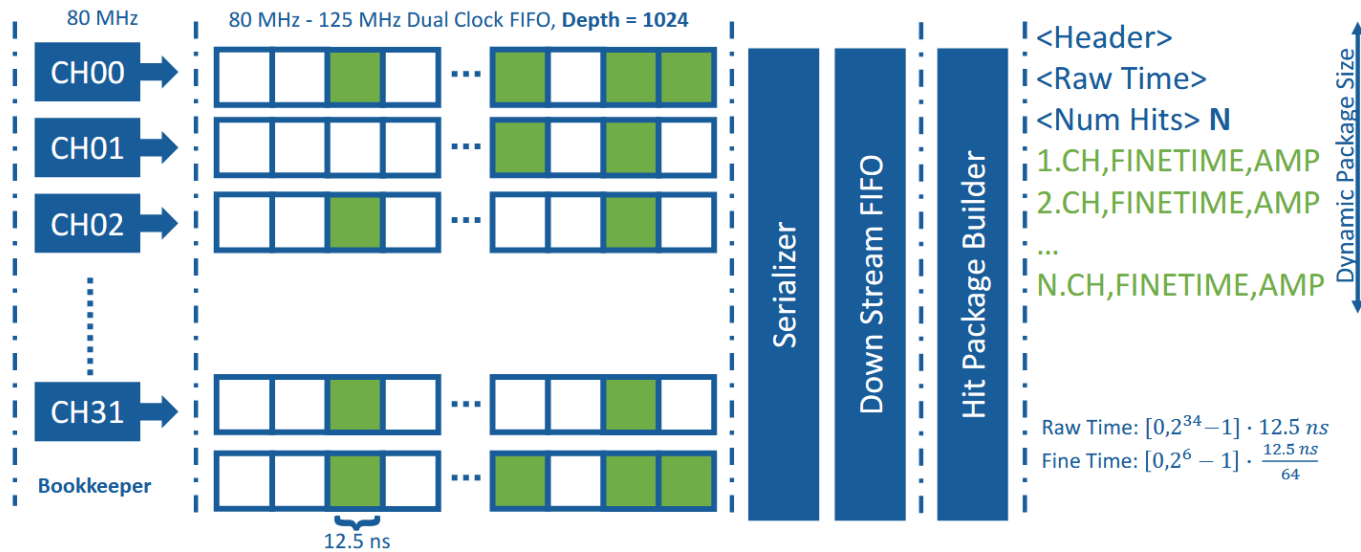 80 MHz
80 MHz - 125 MHz Dual Clock FIFO, Depth = 1024
CH00
...
CH01
...
CH02
...
CH31
...
Bookkeeper
...
12.5 ns
Serializer
Down Stream FIFO
Hit Package Builder
<Header>
<Raw Time>
<Num Hits> N
1.CH,FINETIME,AMP
2.CH,FINETIME,AMP
...
N.CH,FINETIME,AMP
Dynamic Package Size
Raw Time: [0,2^34−1] · 12.5 ns
Fine Time: [0,2^6 − 1] · 12.5 ns/64